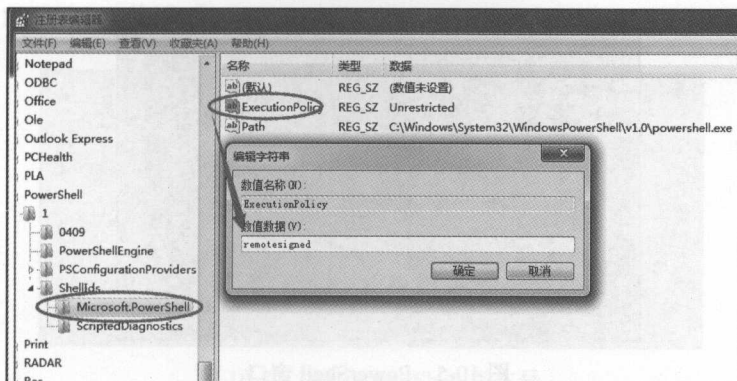 注册表编辑器
文件(F) 编辑(E) 查看(V) 收藏夹(A) 帮助(H)
Notepad
ODBC
Office
Ole
Outlook Express
PCHealth
PLA
PowerShell
1
0409
PowerShellEngine
PSConfigurationProviders
ShellIds
Microsoft.PowerShell
ScriptedDiagnostics
Print
RADAR
名称 类型 数据
(默认) REG_SZ (数值未设置)
ExecutionPolicy REG_SZ Unrestricted
Path REG_SZ C:\Windows\System32\WindowsPowerShell\v1.0\powershell.exe
编辑字符串
数值名称(N):
ExecutionPolicy
数值数据(V):
remotesigned
确定 取消